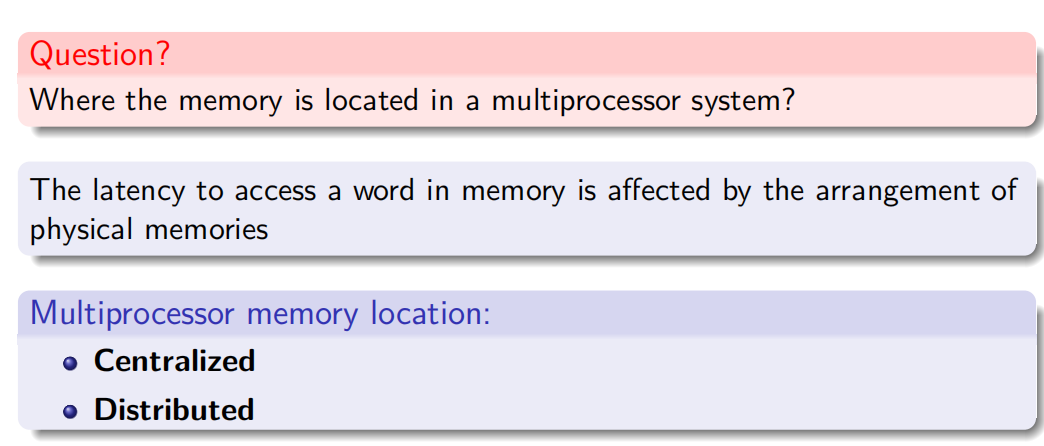 Question?
Where the memory is located in a multiprocessor system?
The latency to access a word in memory is affected by the arrangement of
physical memories
Multiprocessor memory location:
Centralized
Distributed